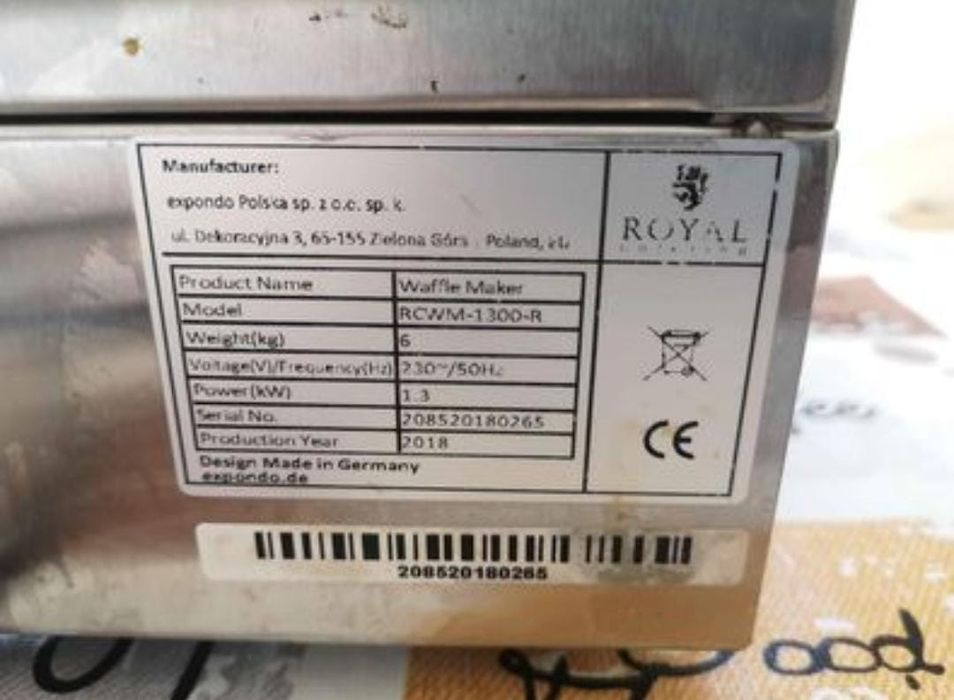 Manufacturer:
expondo Polska sp. z o.o. sp. k.
ul. Dekoracyjna 3, 65-155 Zielona Góra, Poland, EU
ROYAL
CATERING
Product Name Waffle Maker
Model RCWM-1300-R
Weight(kg) 6
Voltage(V)/Frequency(Hz) 230~/50Hz
Power(kW) 1.3
Serial No. 208520180265
Production Year 2018
Design Made in Germany
expondo.de
CE
208520180265